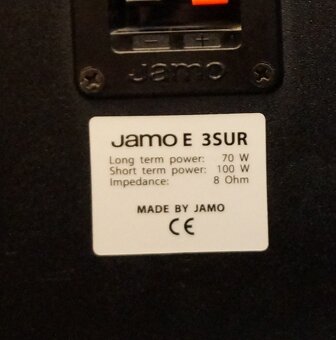 - +
Jamo
Jamo E 3SUR
Long term power: 70 W
Short term power: 100 W
Impedance: 8 Ohm
MADE BY JAMO
CE